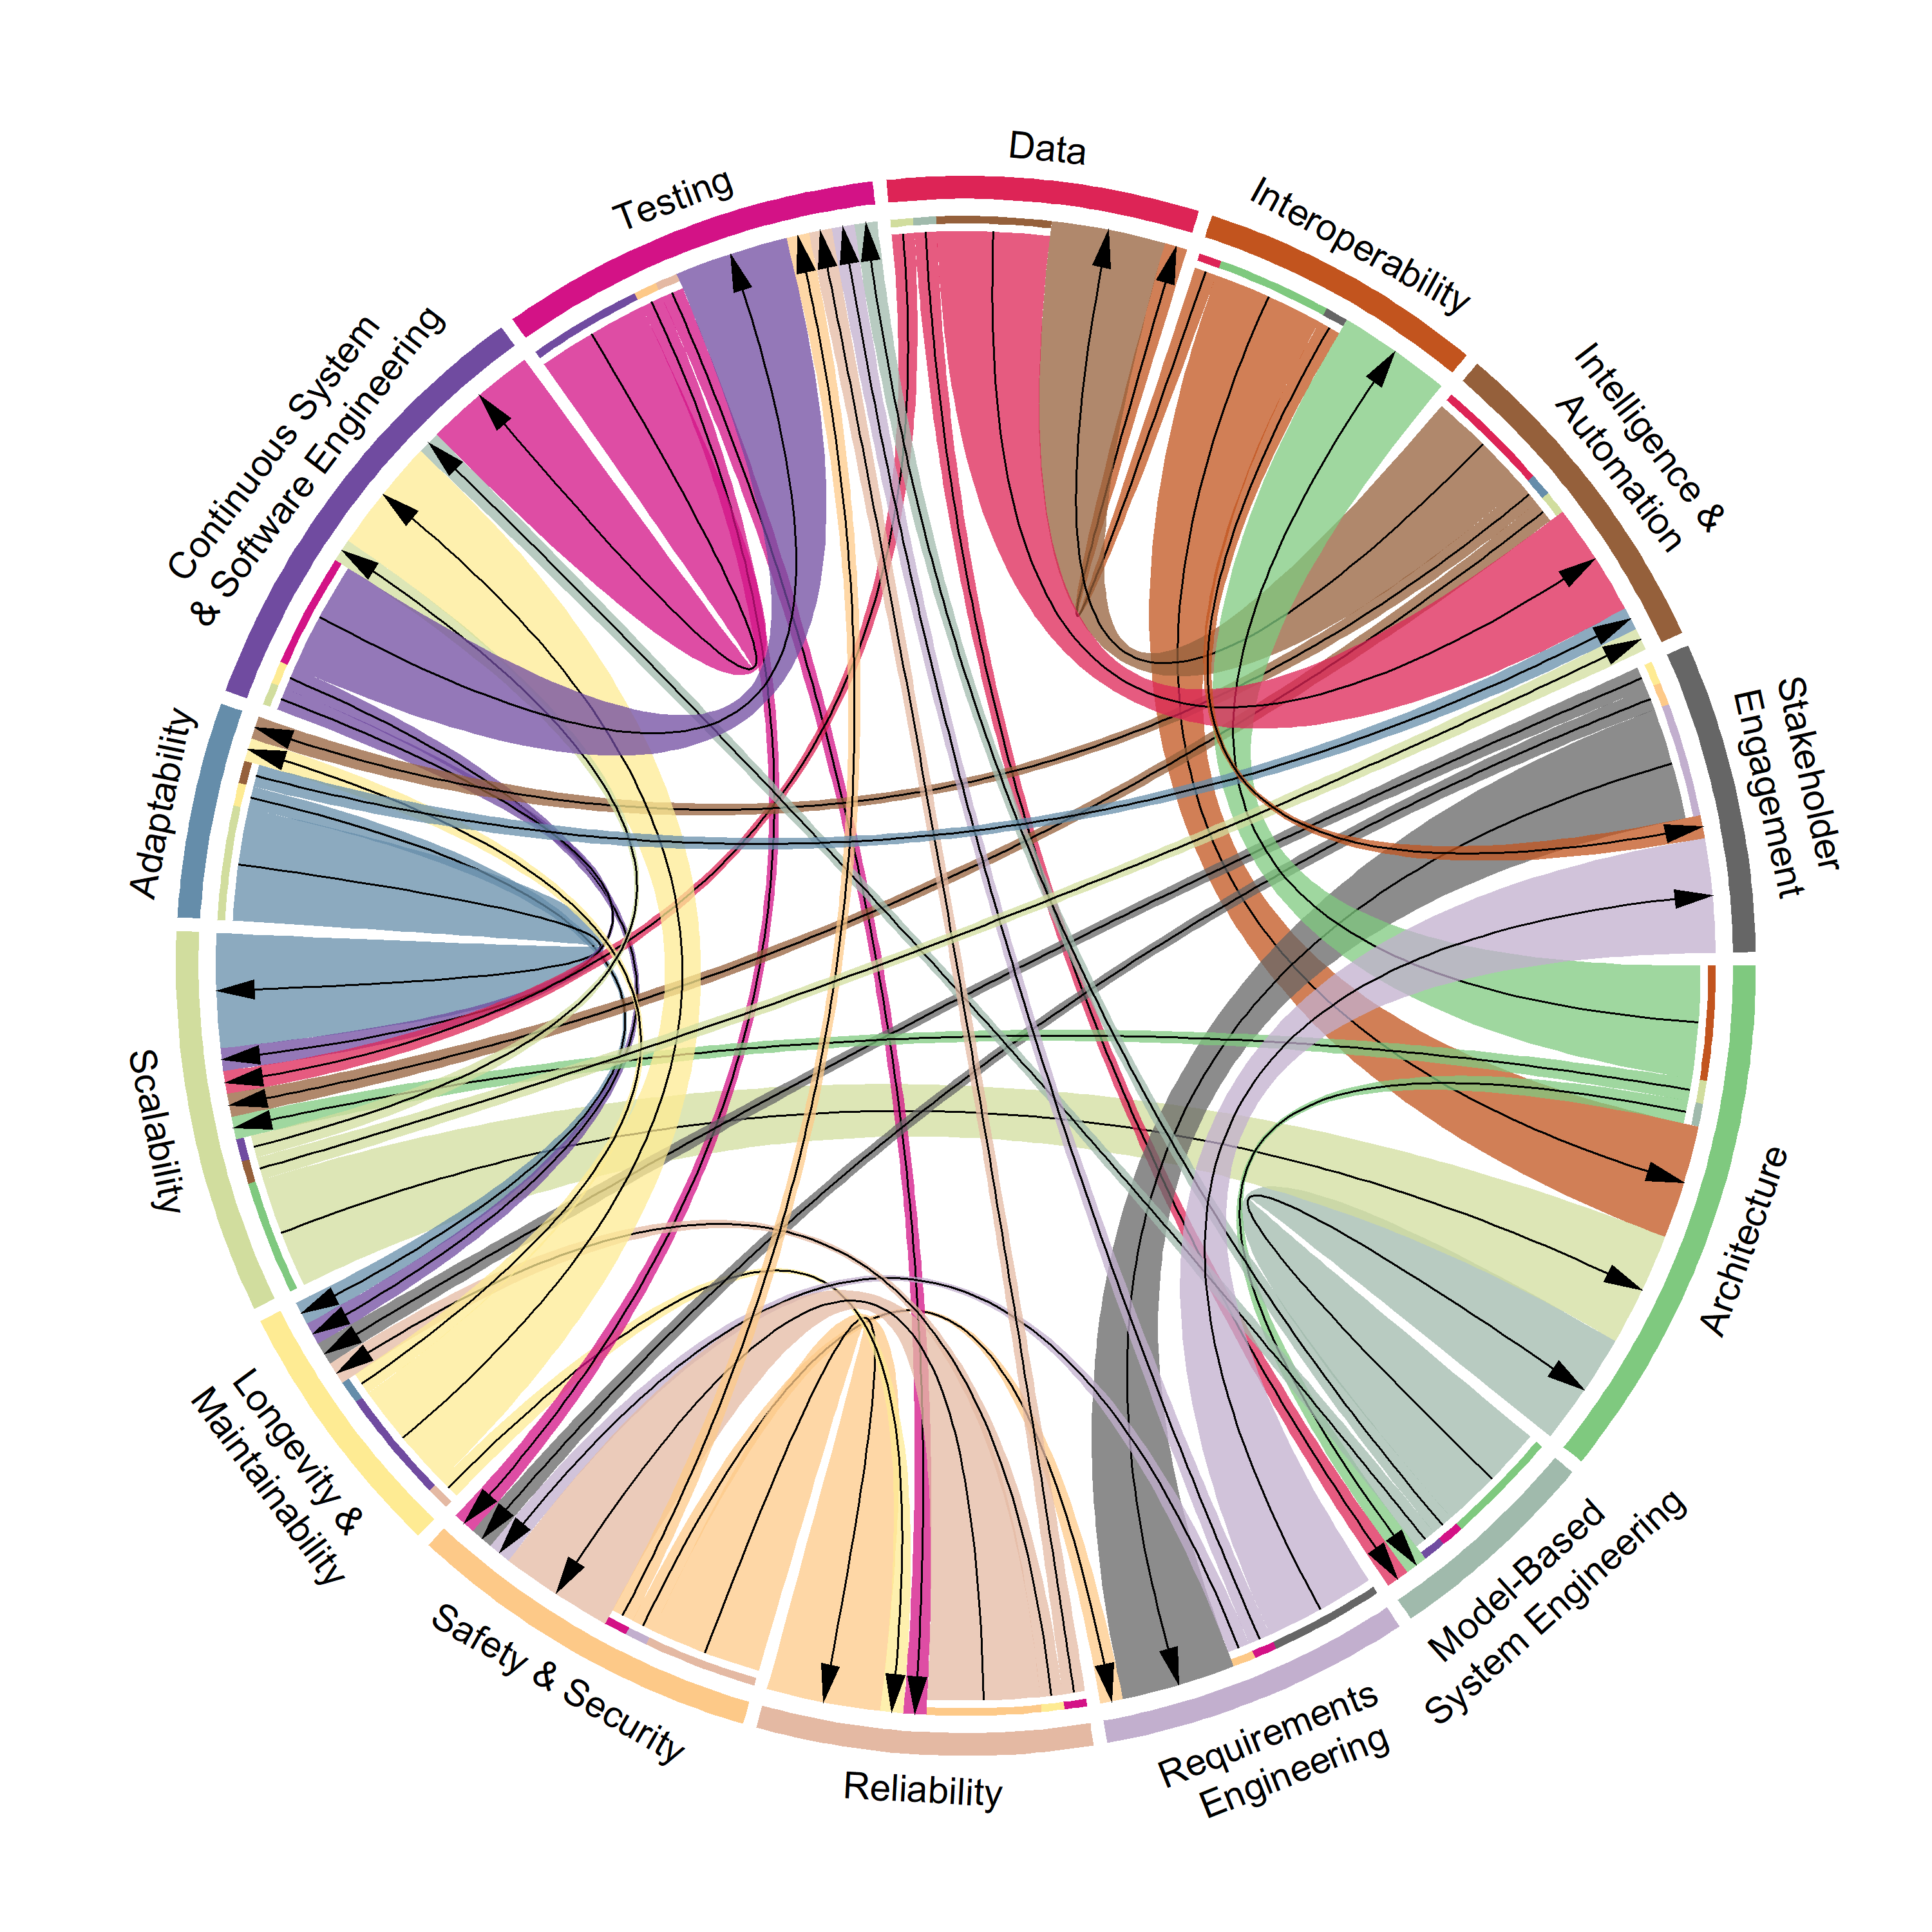 Data
Interoperability
Intelligence &
Automation
Stakeholder
Engagement
Architecture
Model-Based
System Engineering
Requirements
Engineering
Reliability
Safety & Security
Longevity &
Maintainability
Scalability
Adaptability
Continuous System
& Software Engineering
Testing